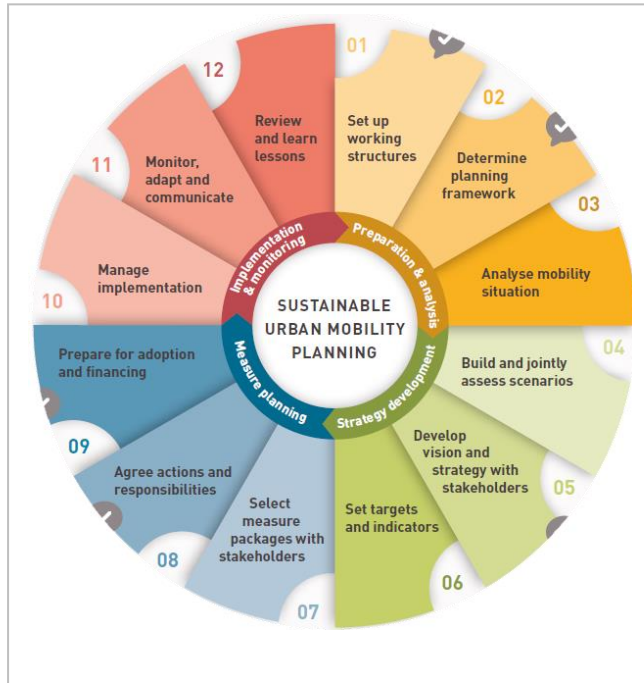 01
Set up
working
structures
02
Determine
planning
framework
03
Analyse mobility
situation
04
Build and jointly
assess scenarios
05
Develop
vision and
strategy with
stakeholders
06
Set targets
and indicators
07
Select
measure
packages with
stakeholders
08
Agree actions and
responsibilities
09
Prepare for adoption
and financing
10
Manage
implementation
11
Monitor,
adapt and
communicate
12
Review
and learn
lessons
Preparation & analysis
Strategy development
Measure planning
Implementation
& monitoring
SUSTAINABLE
URBAN MOBILITY
PLANNING